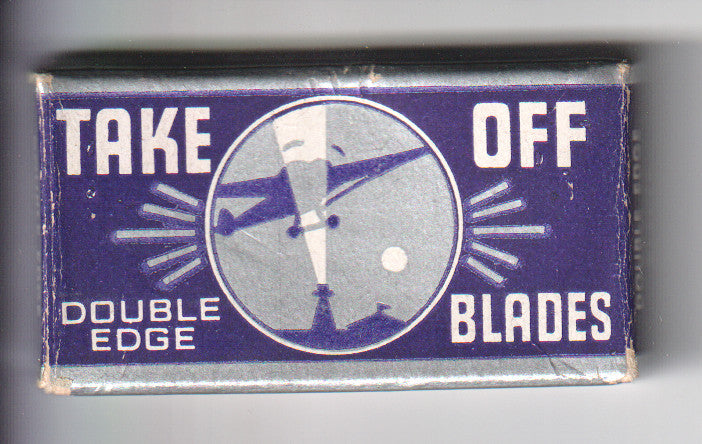 TAKE OFF
DOUBLE EDGE
BLADES